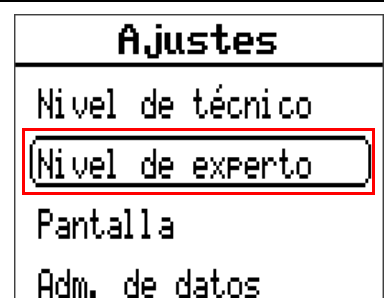 Ajustes
Nivel de técnico
Nivel de experto
Pantalla
Adm. de datos